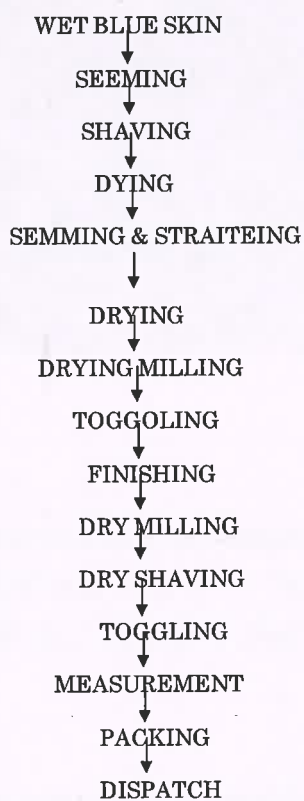 WET BLUE SKIN
SEEMING
SHAVING
DYING
SEMMING & STRAITEING
DRYING
DRYING MILLING
TOGGOLING
FINISHING
DRY MILLING
DRY SHAVING
TOGGLING
MEASUREMENT
PACKING
DISPATCH